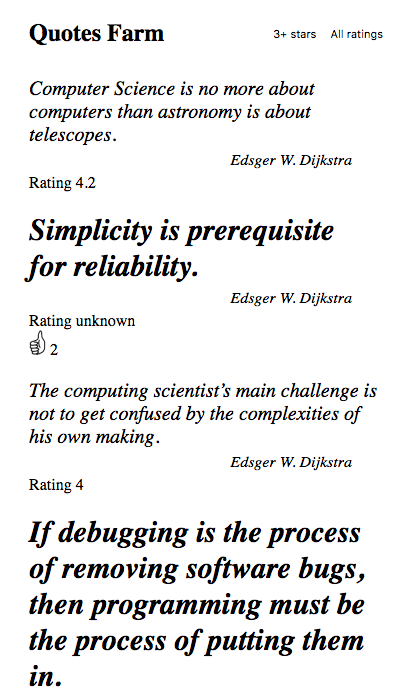 Quotes Farm
3+ stars All ratings
Computer Science is no more about
computers than astronomy is about
telescopes.
Edsger W. Dijkstra
Rating 4.2
Simplicity is prerequisite
for reliability.
Edsger W. Dijkstra
Rating unknown
2
The computing scientist’s main challenge is
not to get confused by the complexities of
his own making.
Edsger W. Dijkstra
Rating 4
If debugging is the process
of removing software bugs,
then programming must be
the process of putting them
in.